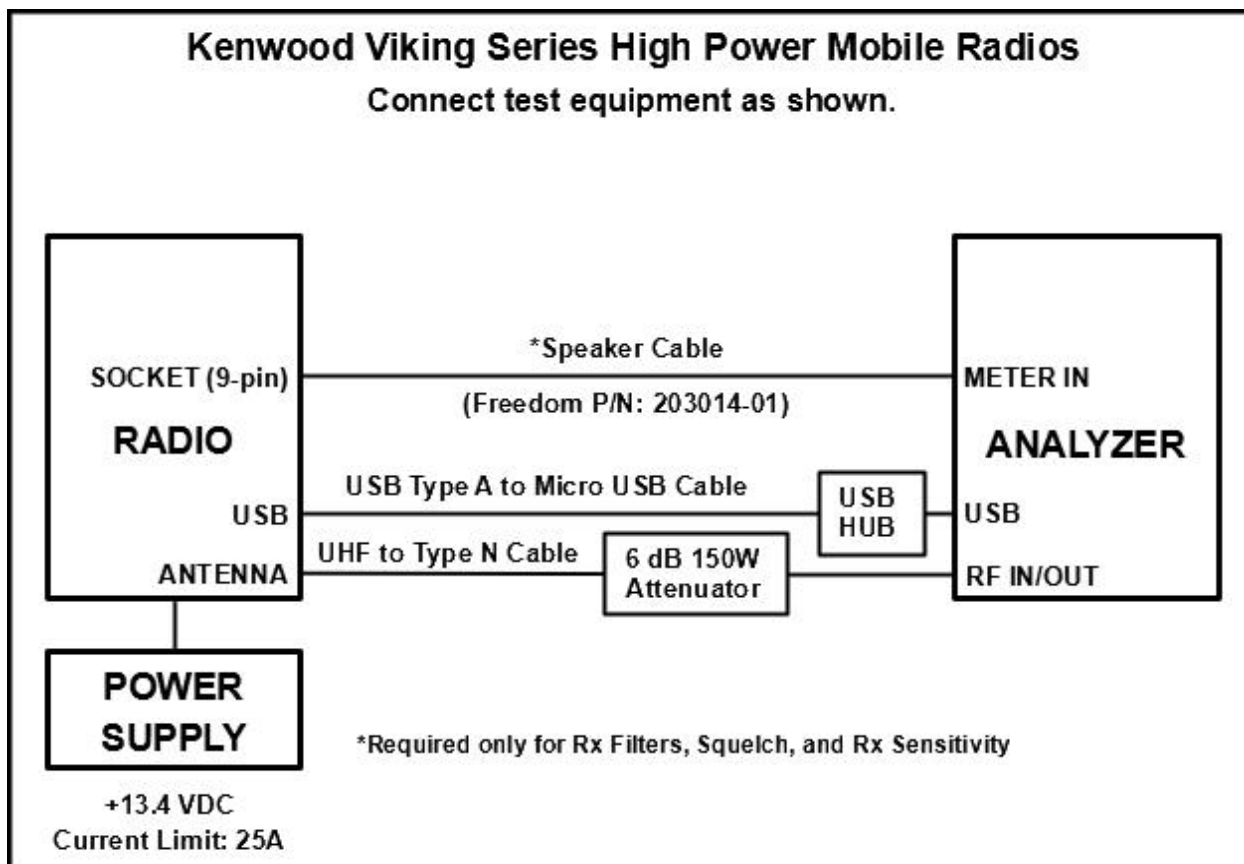 Kenwood Viking Series High Power Mobile Radios
Connect test equipment as shown.
*Speaker Cable
SOCKET (9-pin)
METER IN
(Freedom P/N: 203014-01)
RADIO
ANALYZER
USB Type A to Micro USB Cable
USB
HUB
USB
USB
UHF to Type N Cable
6 dB 150W
Attenuator
ANTENNA
RF IN/OUT
POWER
SUPPLY
*Required only for Rx Filters, Squelch, and Rx Sensitivity
+13.4 VDC
Current Limit: 25A